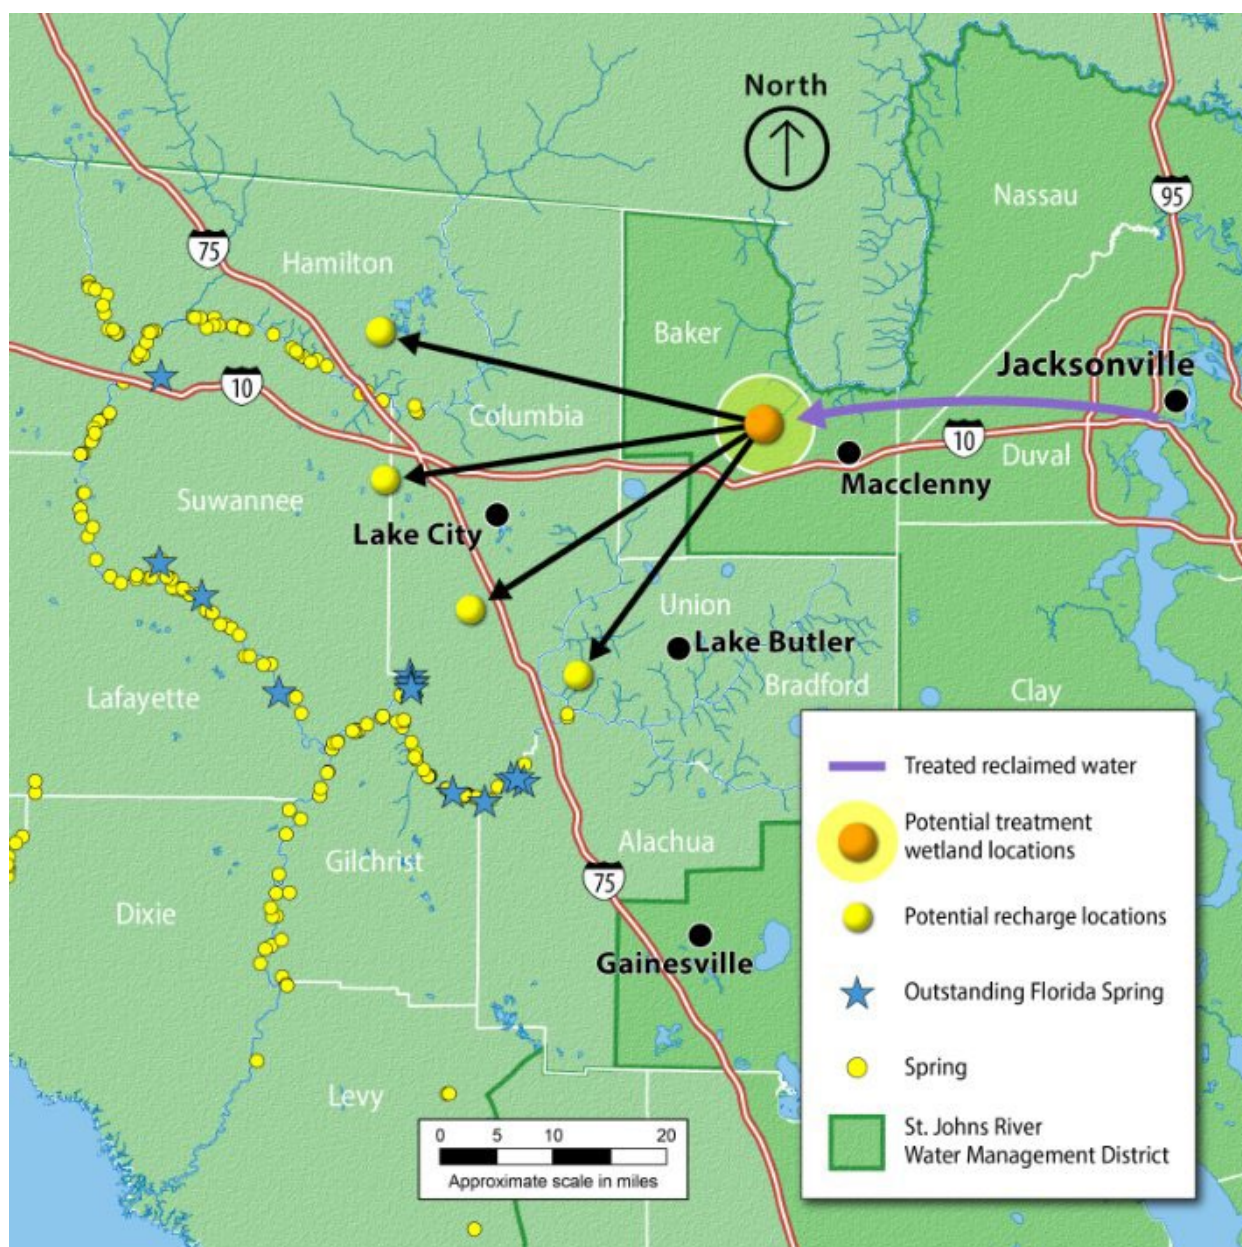 North
Nassau
95
75
Hamilton
Baker
Jacksonville
10
Columbia
10
Duval
Macclenny
Suwannee
Lake City
Union
Lake Butler
Bradford
Lafayette
Clay
Alachua
Gilchrist
75
Dixie
Gainesville
Levy
0 5 10 20
Approximate scale in miles
Treated reclaimed water
Potential treatment
wetland locations
Potential recharge locations
Outstanding Florida Spring
Spring
St. Johns River
Water Management District